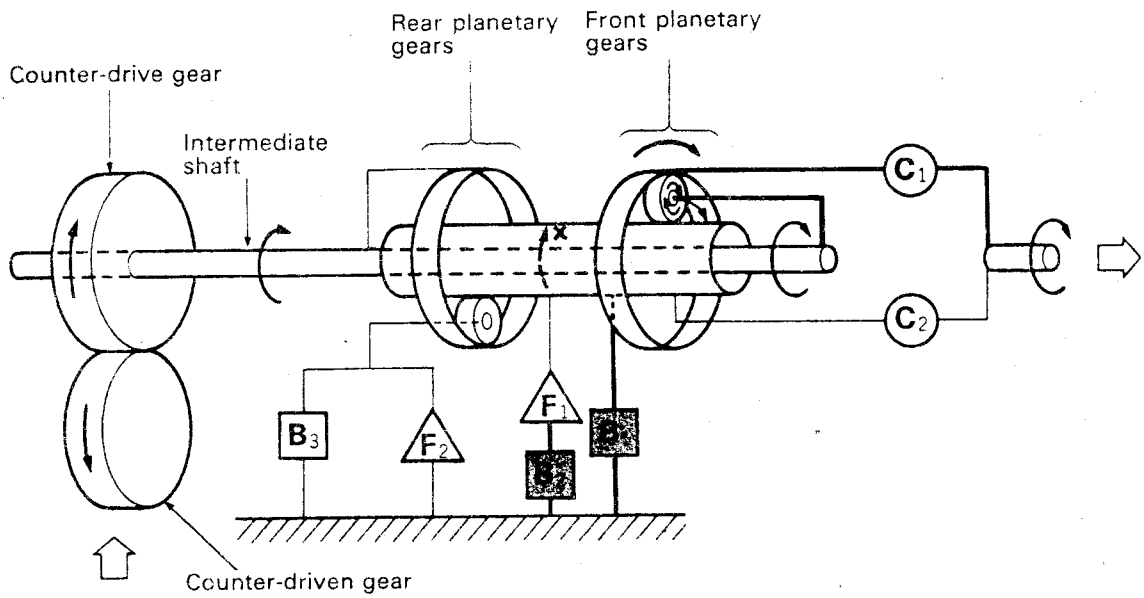 Rear planetary
gears
Front planetary
gears
Counter-drive gear
Intermediate
shaft
C1
C2
F1
B3
F2
B
B2
Counter-driven gear